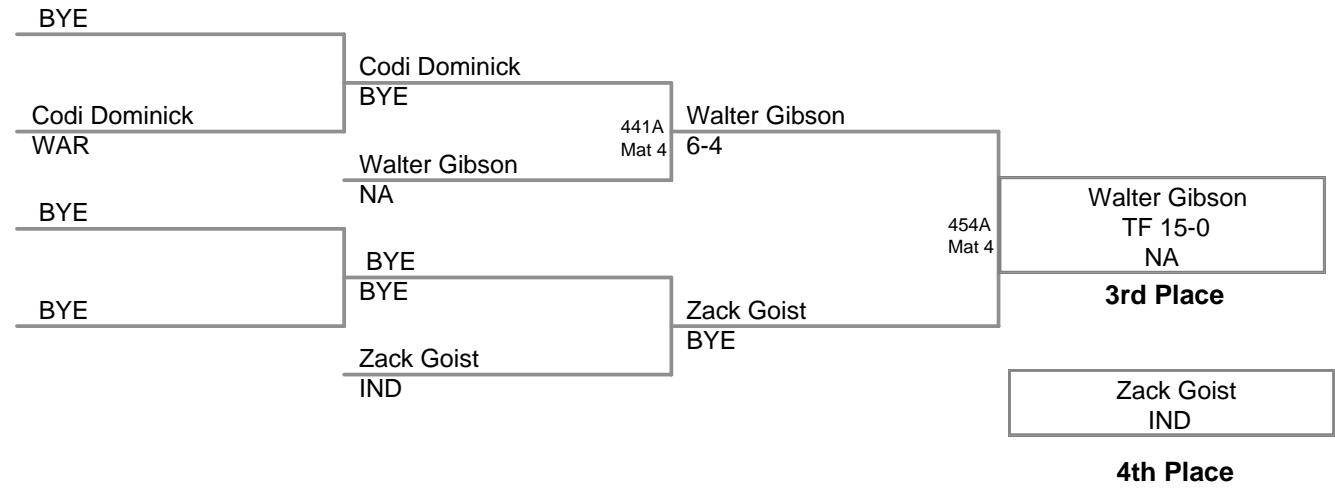 BYE
Codi Dominick
BYE
Codi Dominick
WAR
441A
Mat 4
Walter Gibson
6-4
Walter Gibson
NA
BYE
454A
Mat 4
Walter Gibson
TF 15-0
NA
3rd Place
BYE
BYE
BYE
Zack Goist
BYE
Zack Goist
IND
Zack Goist
IND
4th Place